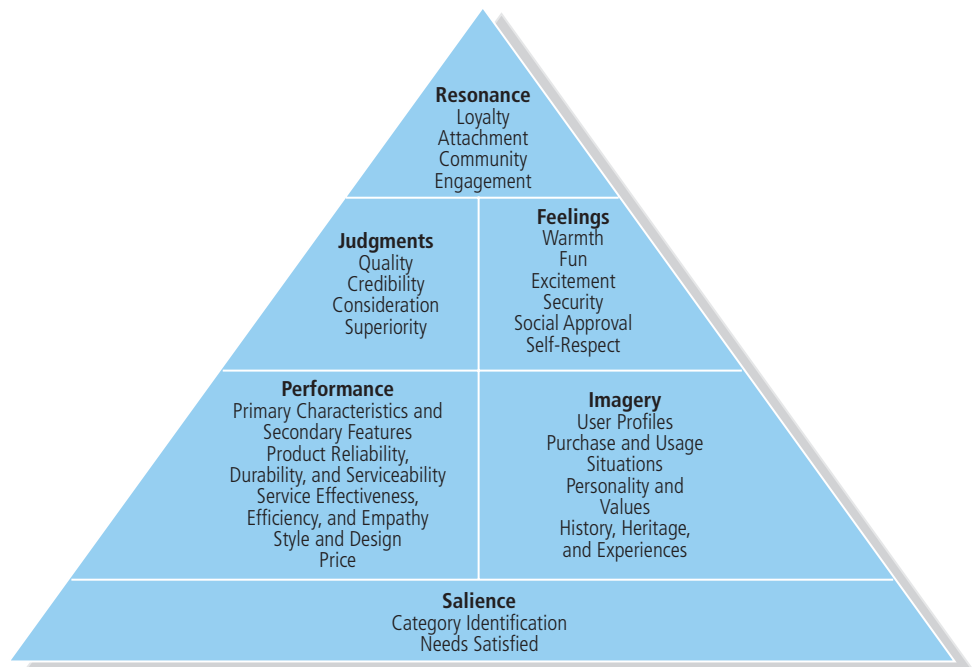 Resonance
Loyalty
Attachment
Community
Engagement
Judgments
Quality
Credibility
Consideration
Superiority
Feelings
Warmth
Fun
Excitement
Security
Social Approval
Self-Respect
Performance
Primary Characteristics and
Secondary Features
Product Reliability,
Durability, and Serviceability
Service Effectiveness,
Efficiency, and Empathy
Style and Design
Price
Imagery
User Profiles
Purchase and Usage
Situations
Personality and
Values
History, Heritage,
and Experiences
Salience
Category Identification
Needs Satisfied